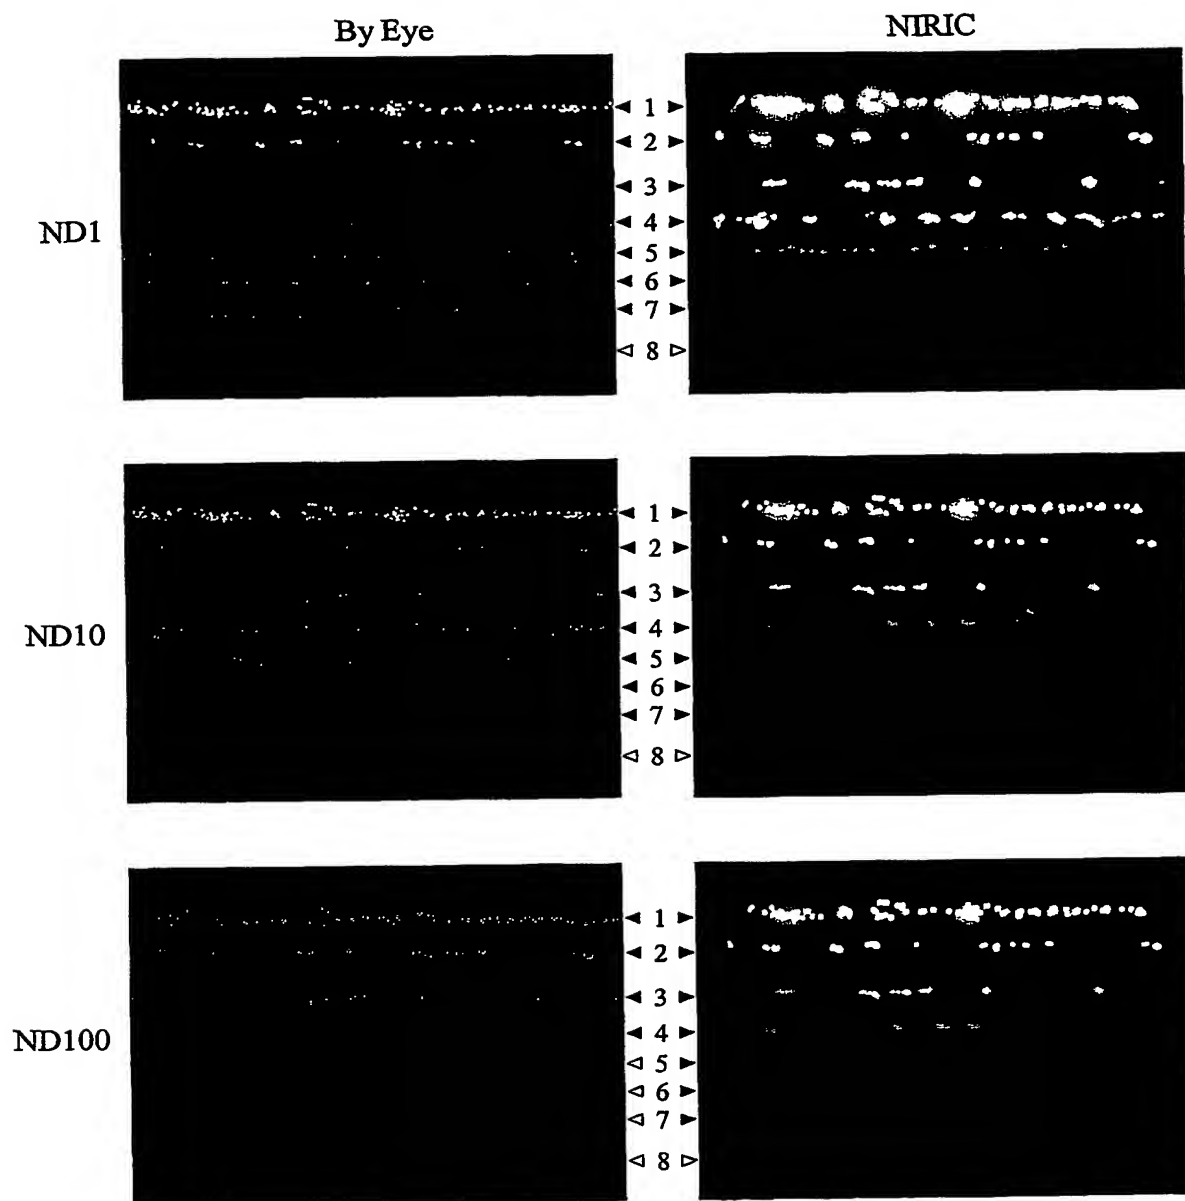 By Eye NIRIC
ND1
◄ 1 ►
◄ 2 ►
◄ 3 ►
◄ 4 ►
◄ 5 ►
◄ 6 ►
◄ 7 ►
◅ 8 ▻
ND10
◄ 1 ►
◄ 2 ►
◄ 3 ►
◄ 4 ►
◄ 5 ►
◄ 6 ►
◄ 7 ►
◅ 8 ▻
ND100
◄ 1 ►
◄ 2 ►
◄ 3 ►
◄ 4 ►
◅ 5 ►
◅ 6 ►
◅ 7 ►
◅ 8 ▻